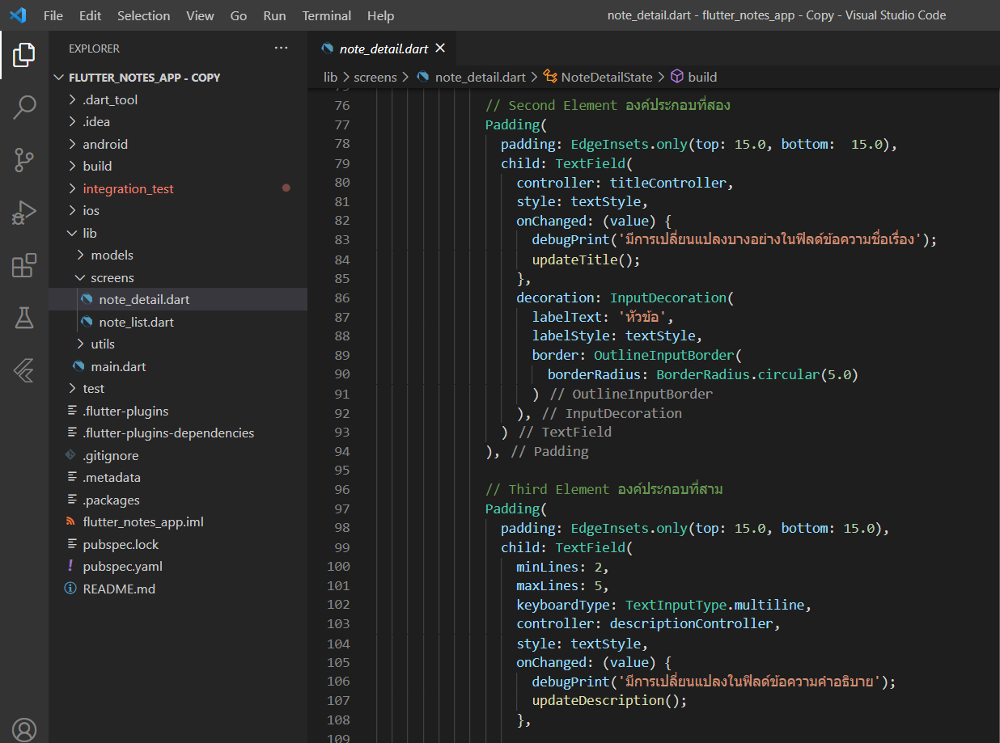 File Edit Selection View Go Run Terminal Help note_detail.dart - flutter_notes_app - Copy - Visual Studio Code
EXPLORER ···
FLUTTER_NOTES_APP - COPY
.dart_tool
.idea
android
build
integration_test
ios
lib
models
screens
note_detail.dart
note_list.dart
utils
main.dart
test
.flutter-plugins
.flutter-plugins-dependencies
.gitignore
.metadata
.packages
flutter_notes_app.iml
pubspec.lock
! pubspec.yaml
README.md
note_detail.dart
lib > screens > note_detail.dart > NoteDetailState > build
76 // Second Element องค์ประกอบที่สอง
77 Padding(
78 padding: EdgeInsets.only(top: 15.0, bottom:  15.0),
79 child: TextField(
80 controller: titleController,
81 style: textStyle,
82 onChanged: (value) {
83 debugPrint('มีการเปลี่ยนแปลงบางอย่างในฟิลด์ข้อความชื่อเรื่อง');
84 updateTitle();
85 },
86 decoration: InputDecoration(
87 labelText: 'หัวข้อ',
88 labelStyle: textStyle,
89 border: OutlineInputBorder(
90 borderRadius: BorderRadius.circular(5.0)
91 ) // OutlineInputBorder
92 ), // InputDecoration
93 ) // TextField
94 ), // Padding
95
96 // Third Element องค์ประกอบที่สาม
97 Padding(
98 padding: EdgeInsets.only(top: 15.0, bottom: 15.0),
99 child: TextField(
100 minLines: 2,
101 maxLines: 5,
102 keyboardType: TextInputType.multiline,
103 controller: descriptionController,
104 style: textStyle,
105 onChanged: (value) {
106 debugPrint('มีการเปลี่ยนแปลงในฟิลด์ข้อความคำอธิบาย');
107 updateDescription();
108 },
109